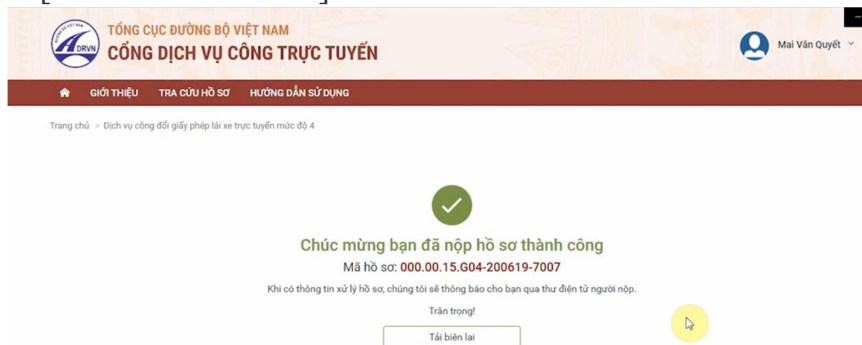 TỔNG CỤC ĐƯỜNG BỘ VIỆT NAM
DRVN
CỔNG DỊCH VỤ CÔNG TRỰC TUYẾN
Mai Văn Quyết
GIỚI THIỆU TRA CỨU HỒ SƠ HƯỚNG DẪN SỬ DỤNG
Trang chủ > Dịch vụ công đổi giấy phép lái xe trực tuyến mức độ 4
Chúc mừng bạn đã nộp hồ sơ thành công
Mã hồ sơ: 000.00.15.G04-200619-7007
Khi có thông tin xử lý hồ sơ, chúng tôi sẽ thông báo cho bạn qua thư điện tử người nộp.
Trân trọng!
Tải biên lai